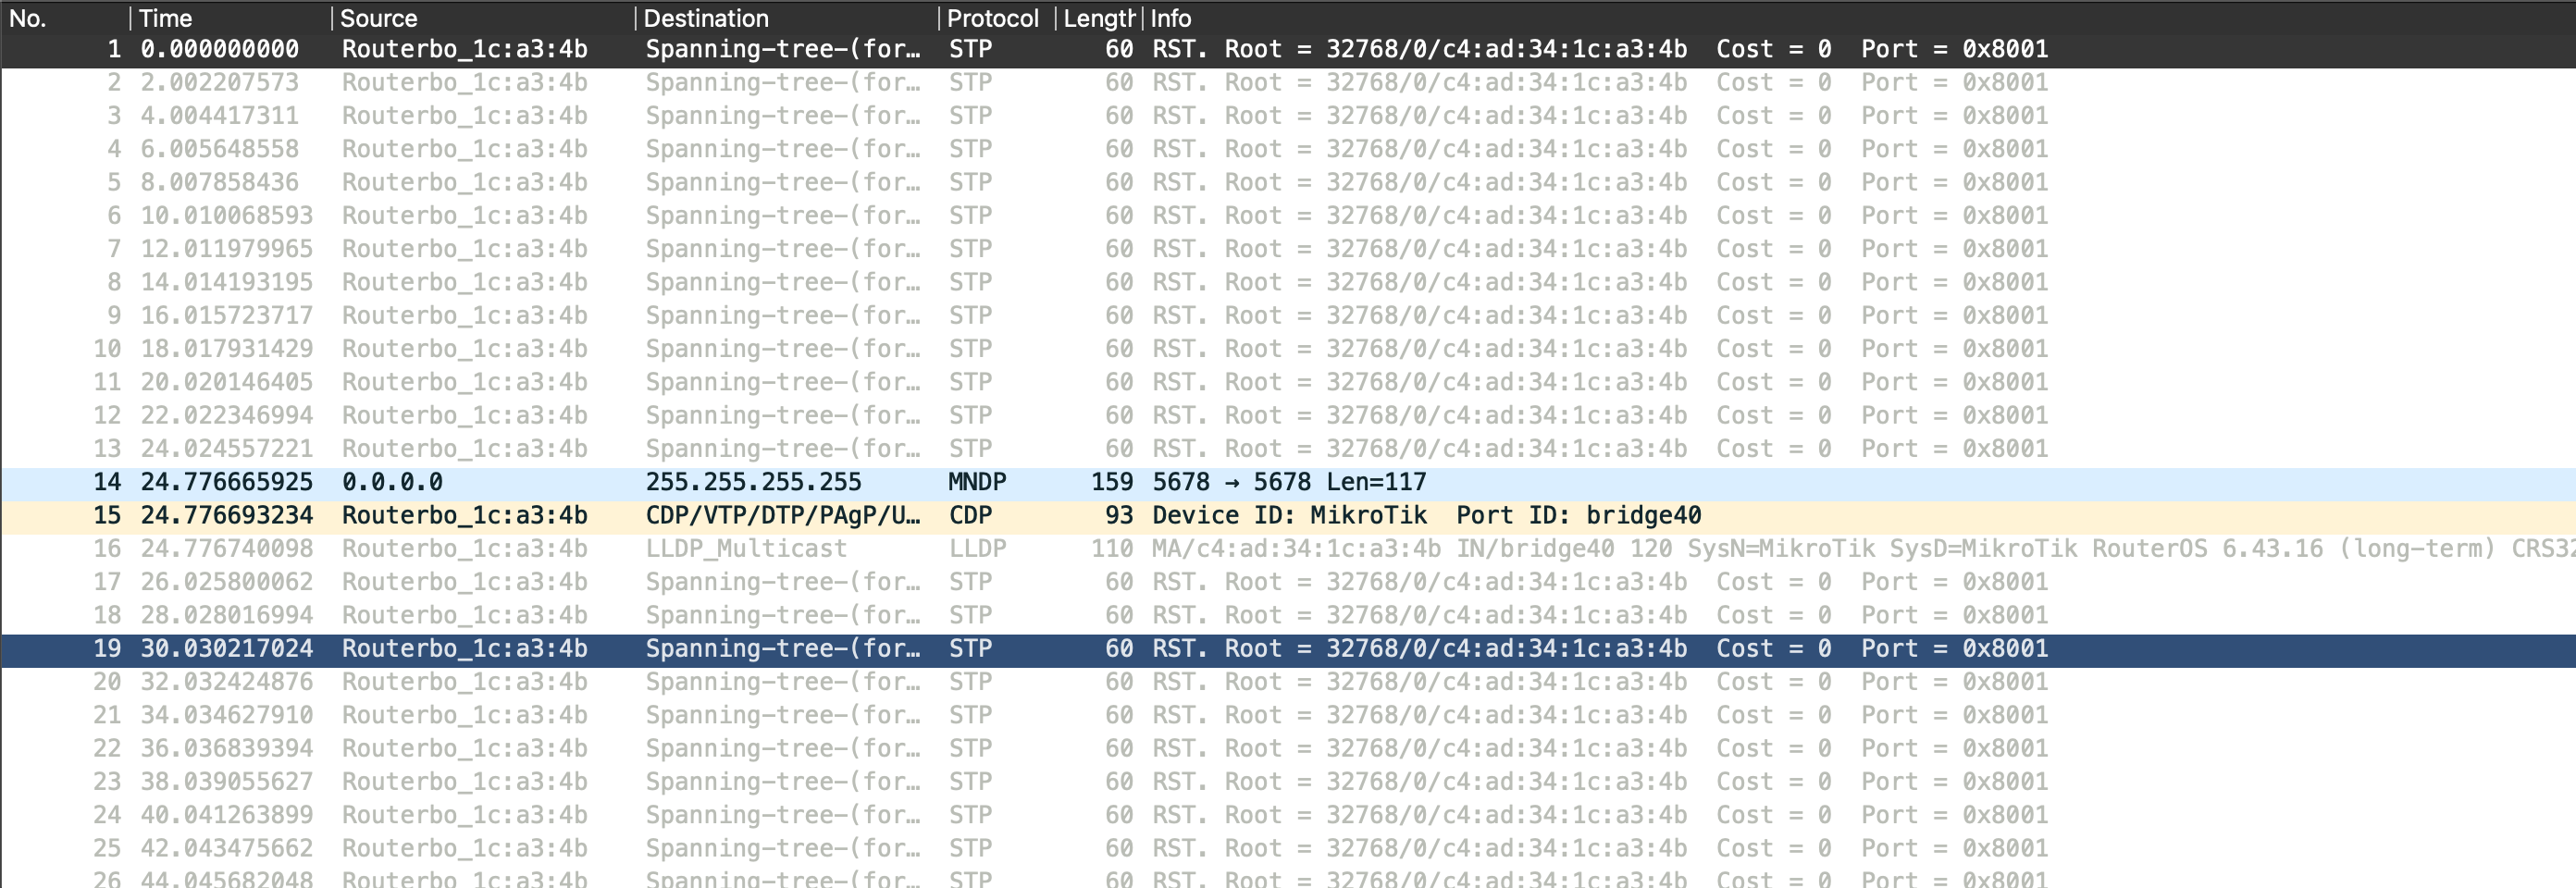 No. Time Source Destination Protocol Length Info
1 0.000000000 Routerbo_1c:a3:4b Spanning-tree-(for… STP 60 RST. Root = 32768/0/c4:ad:34:1c:a3:4b Cost = 0 Port = 0x8001
2 2.002207573 Routerbo_1c:a3:4b Spanning-tree-(for… STP 60 RST. Root = 32768/0/c4:ad:34:1c:a3:4b Cost = 0 Port = 0x8001
3 4.004417311 Routerbo_1c:a3:4b Spanning-tree-(for… STP 60 RST. Root = 32768/0/c4:ad:34:1c:a3:4b Cost = 0 Port = 0x8001
4 6.005648558 Routerbo_1c:a3:4b Spanning-tree-(for… STP 60 RST. Root = 32768/0/c4:ad:34:1c:a3:4b Cost = 0 Port = 0x8001
5 8.007858436 Routerbo_1c:a3:4b Spanning-tree-(for… STP 60 RST. Root = 32768/0/c4:ad:34:1c:a3:4b Cost = 0 Port = 0x8001
6 10.010068593 Routerbo_1c:a3:4b Spanning-tree-(for… STP 60 RST. Root = 32768/0/c4:ad:34:1c:a3:4b Cost = 0 Port = 0x8001
7 12.011979965 Routerbo_1c:a3:4b Spanning-tree-(for… STP 60 RST. Root = 32768/0/c4:ad:34:1c:a3:4b Cost = 0 Port = 0x8001
8 14.014193195 Routerbo_1c:a3:4b Spanning-tree-(for… STP 60 RST. Root = 32768/0/c4:ad:34:1c:a3:4b Cost = 0 Port = 0x8001
9 16.015723717 Routerbo_1c:a3:4b Spanning-tree-(for… STP 60 RST. Root = 32768/0/c4:ad:34:1c:a3:4b Cost = 0 Port = 0x8001
10 18.017931429 Routerbo_1c:a3:4b Spanning-tree-(for… STP 60 RST. Root = 32768/0/c4:ad:34:1c:a3:4b Cost = 0 Port = 0x8001
11 20.020146405 Routerbo_1c:a3:4b Spanning-tree-(for… STP 60 RST. Root = 32768/0/c4:ad:34:1c:a3:4b Cost = 0 Port = 0x8001
12 22.022346994 Routerbo_1c:a3:4b Spanning-tree-(for… STP 60 RST. Root = 32768/0/c4:ad:34:1c:a3:4b Cost = 0 Port = 0x8001
13 24.024557221 Routerbo_1c:a3:4b Spanning-tree-(for… STP 60 RST. Root = 32768/0/c4:ad:34:1c:a3:4b Cost = 0 Port = 0x8001
14 24.776665925 0.0.0.0 255.255.255.255 MNDP 159 5678 → 5678 Len=117
15 24.776693234 Routerbo_1c:a3:4b CDP/VTP/DTP/PAgP/U… CDP 93 Device ID: MikroTik Port ID: bridge40
16 24.776740098 Routerbo_1c:a3:4b LLDP_Multicast LLDP 110 MA/c4:ad:34:1c:a3:4b IN/bridge40 120 SysN=MikroTik SysD=MikroTik RouterOS 6.43.16 (long-term) CRS32
17 26.025800062 Routerbo_1c:a3:4b Spanning-tree-(for… STP 60 RST. Root = 32768/0/c4:ad:34:1c:a3:4b Cost = 0 Port = 0x8001
18 28.028016994 Routerbo_1c:a3:4b Spanning-tree-(for… STP 60 RST. Root = 32768/0/c4:ad:34:1c:a3:4b Cost = 0 Port = 0x8001
19 30.030217024 Routerbo_1c:a3:4b Spanning-tree-(for… STP 60 RST. Root = 32768/0/c4:ad:34:1c:a3:4b Cost = 0 Port = 0x8001
20 32.032424876 Routerbo_1c:a3:4b Spanning-tree-(for… STP 60 RST. Root = 32768/0/c4:ad:34:1c:a3:4b Cost = 0 Port = 0x8001
21 34.034627910 Routerbo_1c:a3:4b Spanning-tree-(for… STP 60 RST. Root = 32768/0/c4:ad:34:1c:a3:4b Cost = 0 Port = 0x8001
22 36.036839394 Routerbo_1c:a3:4b Spanning-tree-(for… STP 60 RST. Root = 32768/0/c4:ad:34:1c:a3:4b Cost = 0 Port = 0x8001
23 38.039055627 Routerbo_1c:a3:4b Spanning-tree-(for… STP 60 RST. Root = 32768/0/c4:ad:34:1c:a3:4b Cost = 0 Port = 0x8001
24 40.041263899 Routerbo_1c:a3:4b Spanning-tree-(for… STP 60 RST. Root = 32768/0/c4:ad:34:1c:a3:4b Cost = 0 Port = 0x8001
25 42.043475662 Routerbo_1c:a3:4b Spanning-tree-(for… STP 60 RST. Root = 32768/0/c4:ad:34:1c:a3:4b Cost = 0 Port = 0x8001
26 44.045682048 Routerbo_1c:a3:4b Spanning-tree-(for… STP 60 RST. Root = 32768/0/c4:ad:34:1c:a3:4b Cost = 0 Port = 0x8001